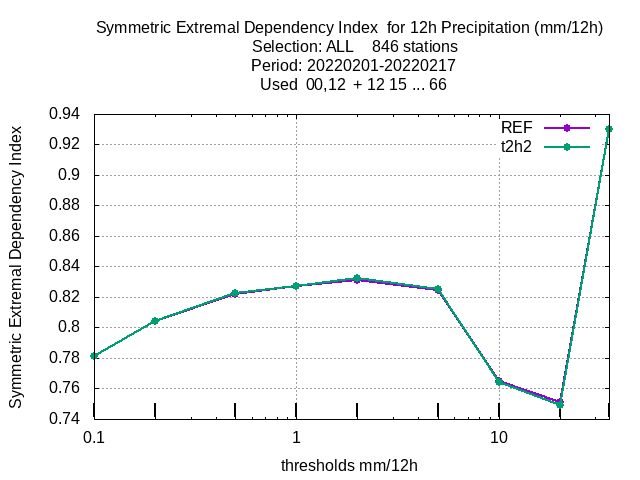 Symmetric Extremal Dependency Index  for 12h Precipitation (mm/12h)
Selection: ALL    846 stations
Period: 20220201-20220217
Used  00,12  + 12 15 ... 66
REF
t2h2
Symmetric Extremal Dependency Index
0.94
0.92
0.9
0.88
0.86
0.84
0.82
0.8
0.78
0.76
0.74
0.1 1 10
thresholds mm/12h